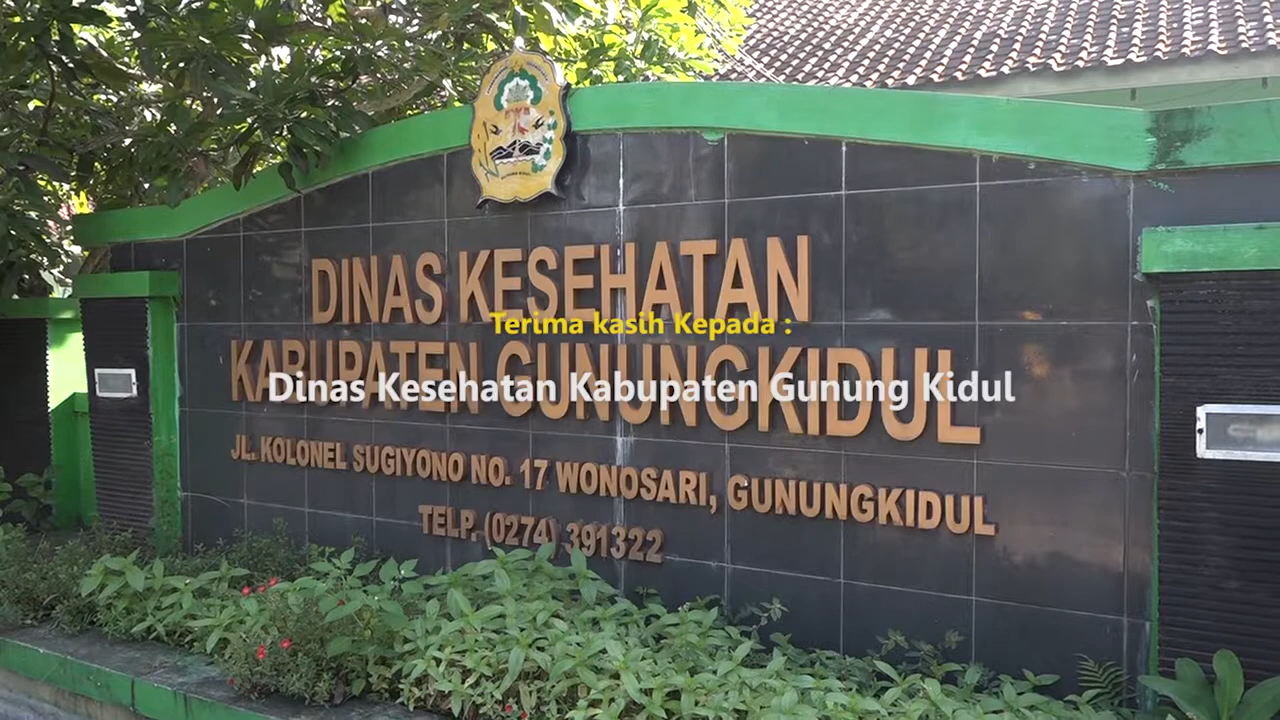 DINAS KESEHATAN
Terima kasih Kepada :
KABUPATEN GUNUNGKIDUL
Dinas Kesehatan Kabupaten Gunung Kidul
JL. KOLONEL SUGIYONO NO. 17 WONOSARI, GUNUNGKIDUL
TELP. (0274) 391322